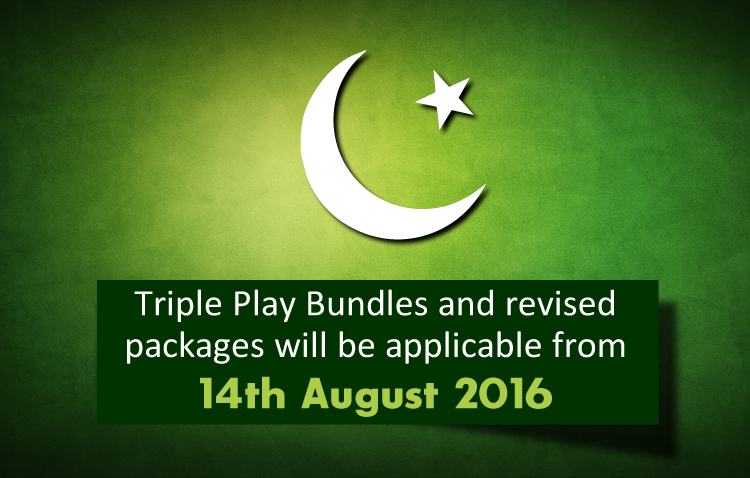 Triple Play Bundles and revised
packages will be applicable from
14th August 2016